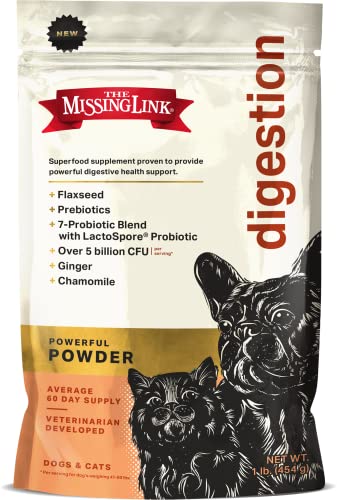 NEW
THE
MISSING LINK®
digestion
Superfood supplement proven to provide
powerful digestive health support.
+ Flaxseed
+ Prebiotics
+ 7-Probiotic Blend
with LactoSpore® Probiotic
+ Over 5 billion CFU | per serving*
+ Ginger
+ Chamomile
POWERFUL
POWDER
AVERAGE
60 DAY SUPPLY
VETERINARIAN
DEVELOPED
DOGS & CATS
NET WT.
1 lb. (454 g)